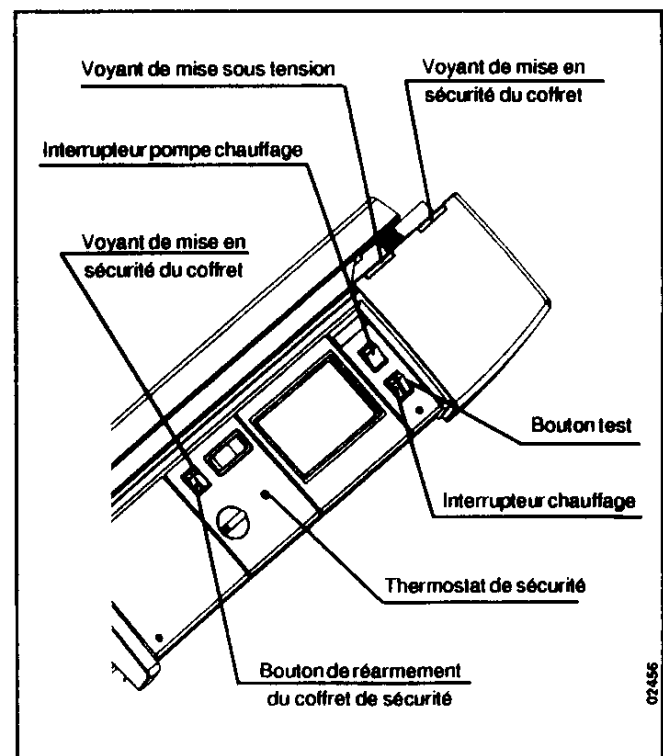 Voyant de mise sous tension
Voyant de mise en
sécurité du coffret
Interrupteur pompe chauffage
Voyant de mise en
sécurité du coffret
Bouton test
Interrupteur chauffage
Thermostat de sécurité
Bouton de réarmement
du coffret de sécurité
02456